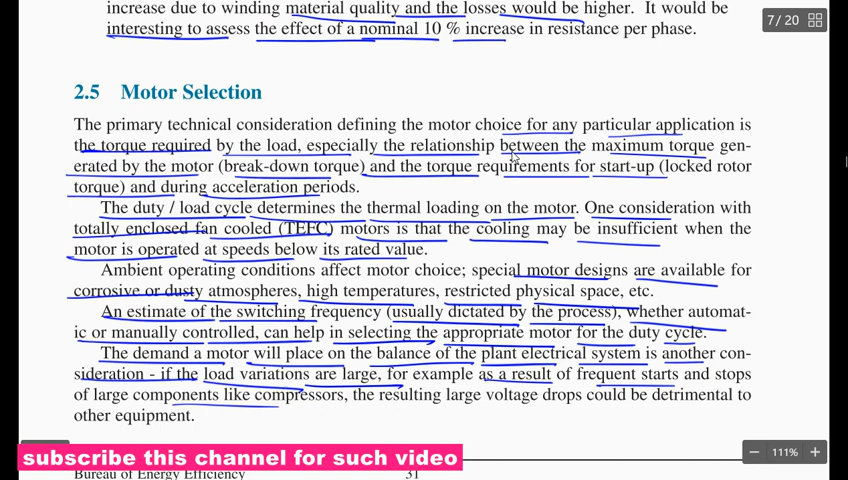 increase due to winding material quality and the losses would be higher. It would be
interesting to assess the effect of a nominal 10 % increase in resistance per phase.
7 / 20
2.5 Motor Selection
The primary technical consideration defining the motor choice for any particular application is
the torque required by the load, especially the relationship between the maximum torque gen-
erated by the motor (break-down torque) and the torque requirements for start-up (locked rotor
torque) and during acceleration periods.
The duty / load cycle determines the thermal loading on the motor. One consideration with
totally enclosed fan cooled (TEFC) motors is that the cooling may be insufficient when the
motor is operated at speeds below its rated value.
Ambient operating conditions affect motor choice; special motor designs are available for
corrosive or dusty atmospheres, high temperatures, restricted physical space, etc.
An estimate of the switching frequency (usually dictated by the process), whether automat-
ic or manually controlled, can help in selecting the appropriate motor for the duty cycle.
The demand a motor will place on the balance of the plant electrical system is another con-
sideration - if the load variations are large, for example as a result of frequent starts and stops
of large components like compressors, the resulting large voltage drops could be detrimental to
other equipment.
− 111% +
subscribe this channel for such video
Bureau of Energy Efficiency 31